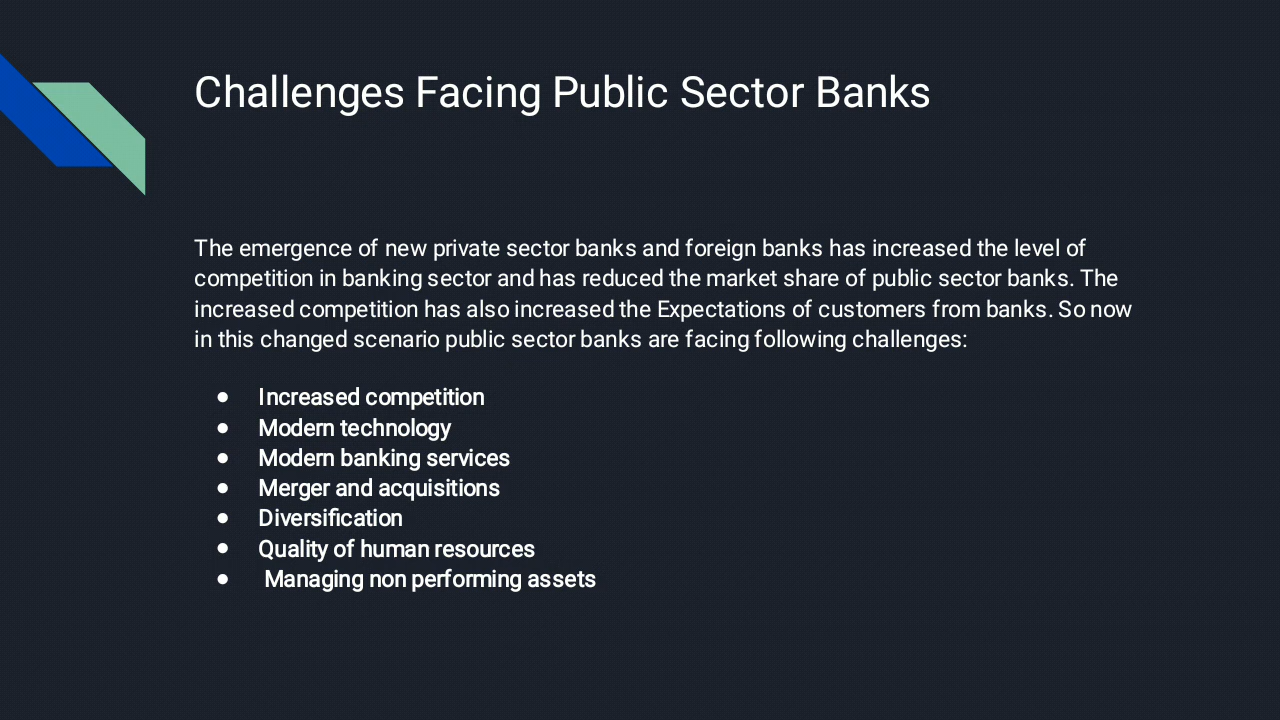 Challenges Facing Public Sector Banks
The emergence of new private sector banks and foreign banks has increased the level of
competition in banking sector and has reduced the market share of public sector banks. The
increased competition has also increased the Expectations of customers from banks. So now
in this changed scenario public sector banks are facing following challenges:
● Increased competition
● Modern technology
● Modern banking services
● Merger and acquisitions
● Diversification
● Quality of human resources
● Managing non performing assets